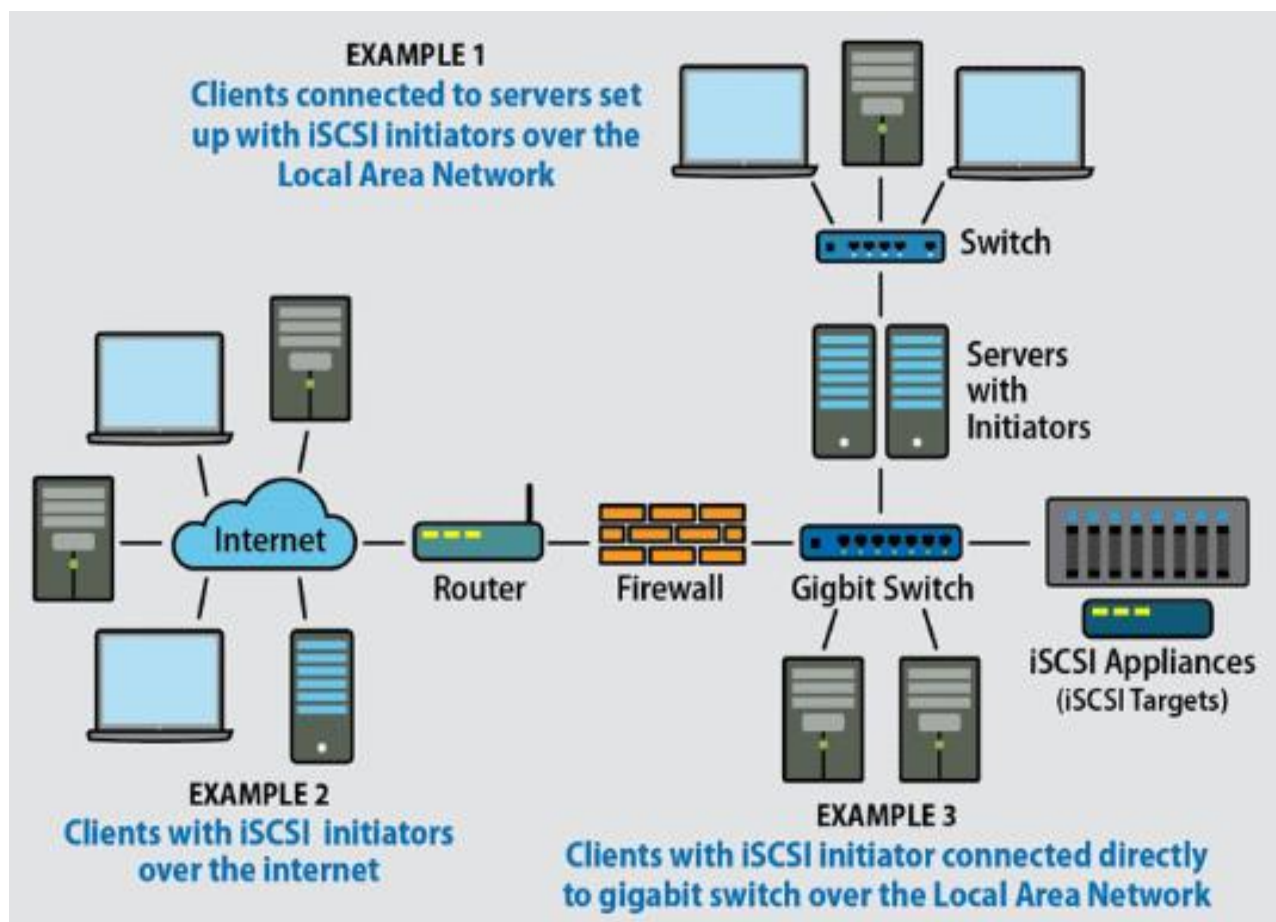 EXAMPLE 1
Clients connected to servers set
up with iSCSI initiators over the
Local Area Network
Switch
Servers
with
Initiators
Internet
Router
Firewall
Gigbit Switch
iSCSI Appliances
(iSCSI Targets)
EXAMPLE 2
Clients with iSCSI initiators
over the internet
EXAMPLE 3
Clients with iSCSI initiator connected directly
to gigabit switch over the Local Area Network